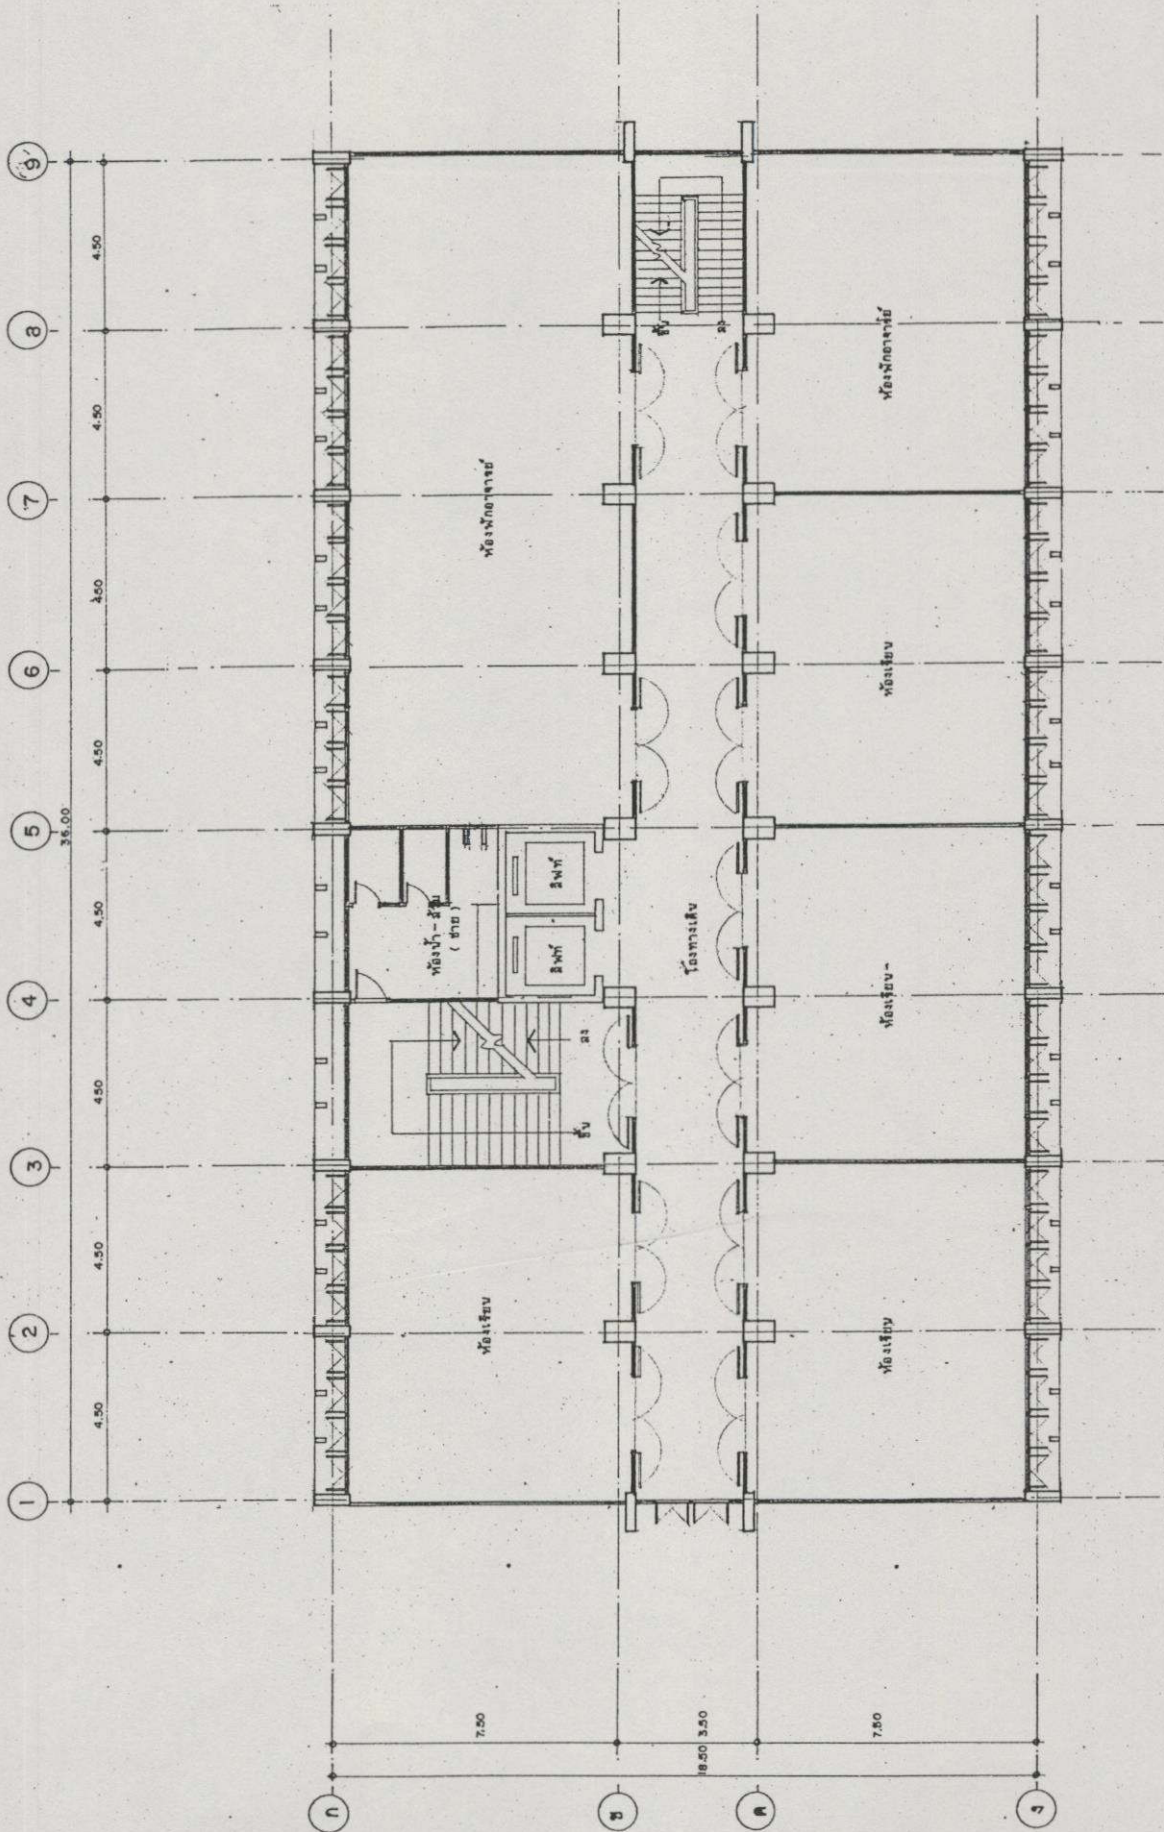 9
8
7
6
5
4
3
2
1
4.50
4.50
4.50
4.50
4.50
4.50
4.50
4.50
36.00
ห้องพักอาจารย์
ห้องน้ำ-ส้วม
( ชาย )
ลิฟท์
ลิฟท์
ลง
ขึ้น
ห้องเรียน
ขึ้น
ลง
โถงทางเดิน
ห้องพักอาจารย์
ห้องเรียน
ห้องเรียน-
ห้องเรียน
7.50
3.50
7.50
18.50
ก
ข
ค
ง